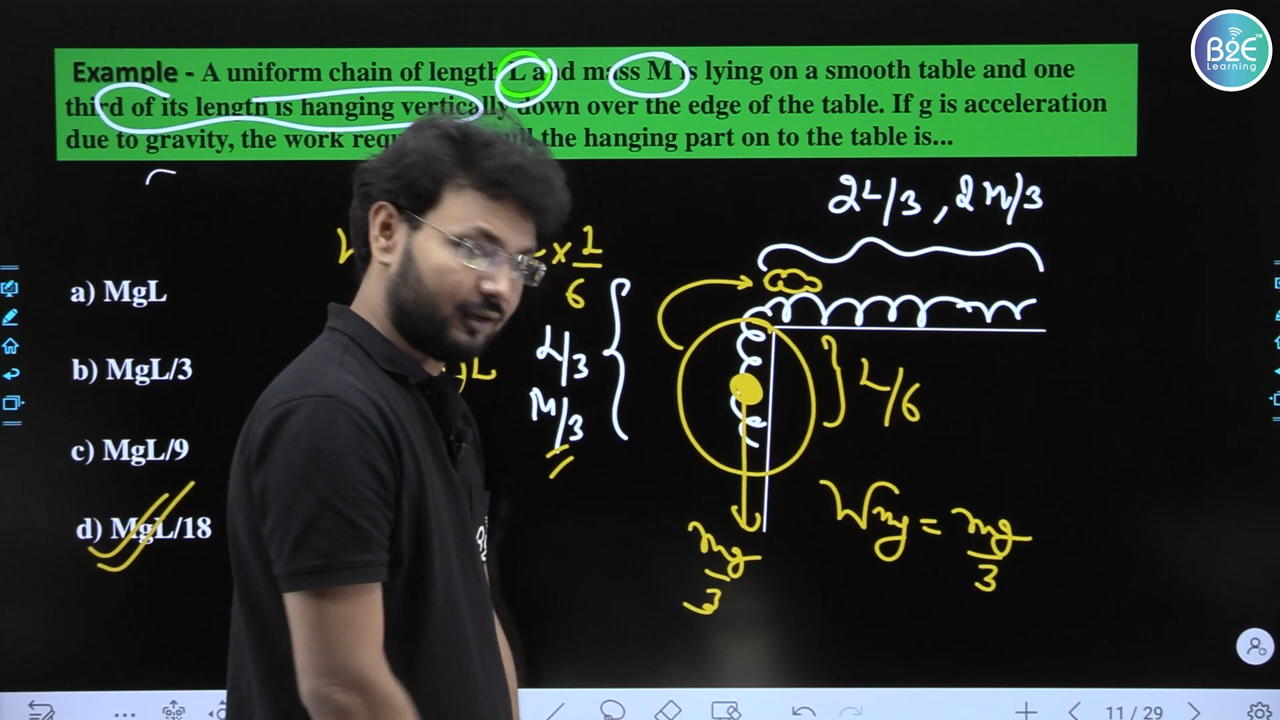 B2E
Learning
Example - A uniform chain of length L and mass M is lying on a smooth table and one
third of its length is hanging vertically down over the edge of the table. If g is acceleration
due to gravity, the work the hanging part on to the table is...
2L/3 , 2M/3
a) MgL
b) MgL/3
c) MgL/9
d) MgL/18
6
L/3
M/3
L/6
L
mg
3
Wmg = mg
3
11 / 29